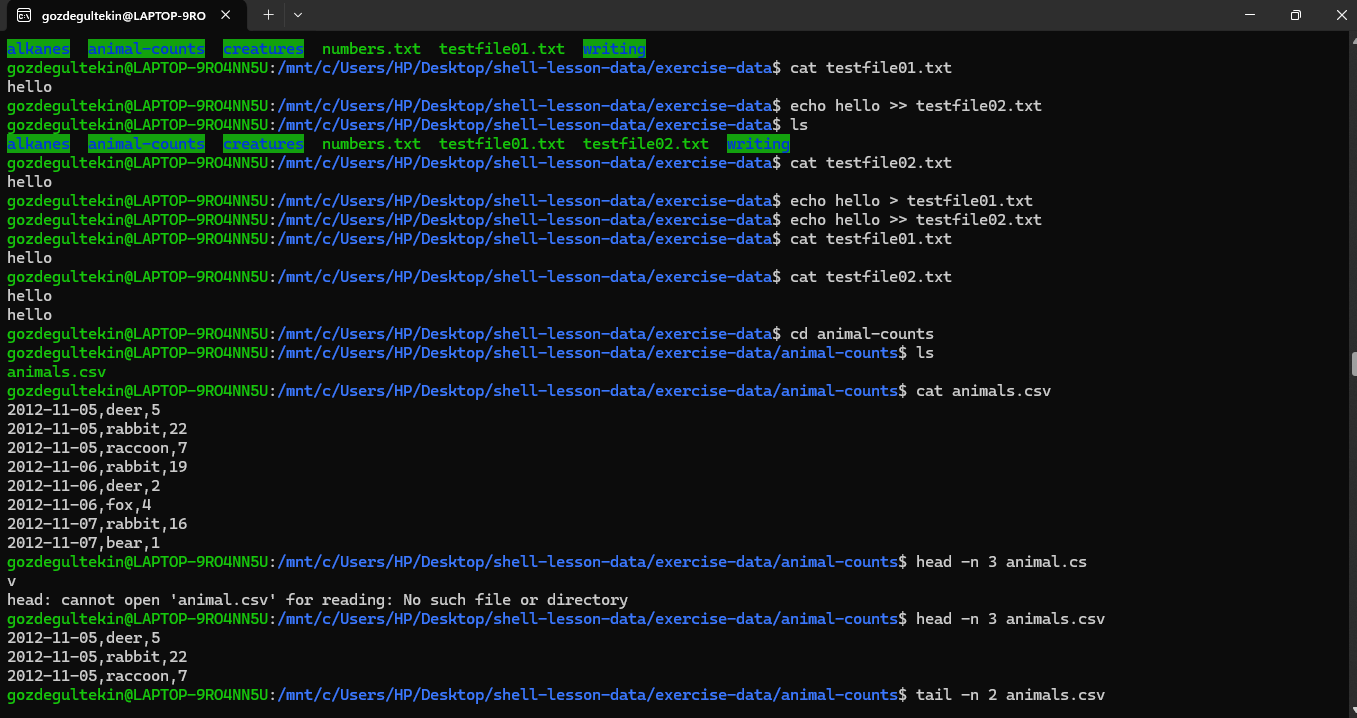 gozdegultekin@LAPTOP-9RO
alkanes  animal-counts  creatures  numbers.txt  testfile01.txt  writing
gozdegultekin@LAPTOP-9RO4NN5U:/mnt/c/Users/HP/Desktop/shell-lesson-data/exercise-data$ cat testfile01.txt
hello
gozdegultekin@LAPTOP-9RO4NN5U:/mnt/c/Users/HP/Desktop/shell-lesson-data/exercise-data$ echo hello >> testfile02.txt
gozdegultekin@LAPTOP-9RO4NN5U:/mnt/c/Users/HP/Desktop/shell-lesson-data/exercise-data$ ls
alkanes  animal-counts  creatures  numbers.txt  testfile01.txt  testfile02.txt  writing
gozdegultekin@LAPTOP-9RO4NN5U:/mnt/c/Users/HP/Desktop/shell-lesson-data/exercise-data$ cat testfile02.txt
hello
gozdegultekin@LAPTOP-9RO4NN5U:/mnt/c/Users/HP/Desktop/shell-lesson-data/exercise-data$ echo hello > testfile01.txt
gozdegultekin@LAPTOP-9RO4NN5U:/mnt/c/Users/HP/Desktop/shell-lesson-data/exercise-data$ echo hello >> testfile02.txt
gozdegultekin@LAPTOP-9RO4NN5U:/mnt/c/Users/HP/Desktop/shell-lesson-data/exercise-data$ cat testfile01.txt
hello
gozdegultekin@LAPTOP-9RO4NN5U:/mnt/c/Users/HP/Desktop/shell-lesson-data/exercise-data$ cat testfile02.txt
hello
hello
gozdegultekin@LAPTOP-9RO4NN5U:/mnt/c/Users/HP/Desktop/shell-lesson-data/exercise-data$ cd animal-counts
gozdegultekin@LAPTOP-9RO4NN5U:/mnt/c/Users/HP/Desktop/shell-lesson-data/exercise-data/animal-counts$ ls
animals.csv
gozdegultekin@LAPTOP-9RO4NN5U:/mnt/c/Users/HP/Desktop/shell-lesson-data/exercise-data/animal-counts$ cat animals.csv
2012-11-05,deer,5
2012-11-05,rabbit,22
2012-11-05,raccoon,7
2012-11-06,rabbit,19
2012-11-06,deer,2
2012-11-06,fox,4
2012-11-07,rabbit,16
2012-11-07,bear,1
gozdegultekin@LAPTOP-9RO4NN5U:/mnt/c/Users/HP/Desktop/shell-lesson-data/exercise-data/animal-counts$ head -n 3 animal.cs
v
head: cannot open 'animal.csv' for reading: No such file or directory
gozdegultekin@LAPTOP-9RO4NN5U:/mnt/c/Users/HP/Desktop/shell-lesson-data/exercise-data/animal-counts$ head -n 3 animals.csv
2012-11-05,deer,5
2012-11-05,rabbit,22
2012-11-05,raccoon,7
gozdegultekin@LAPTOP-9RO4NN5U:/mnt/c/Users/HP/Desktop/shell-lesson-data/exercise-data/animal-counts$ tail -n 2 animals.csv